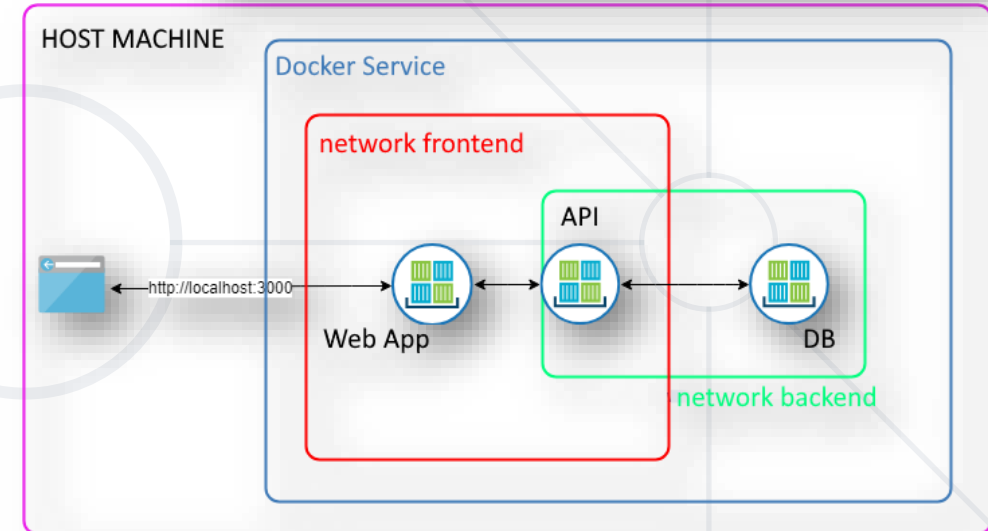 HOST MACHINE
Docker Service
network frontend
API
http://localhost:3000
Web App
DB
network backend